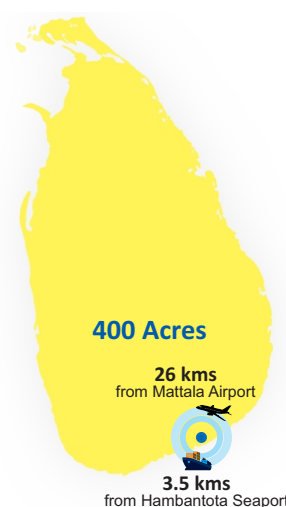 400 Acres
26 kms
from Mattala Airport
3.5 kms
from Hambantota Seaport